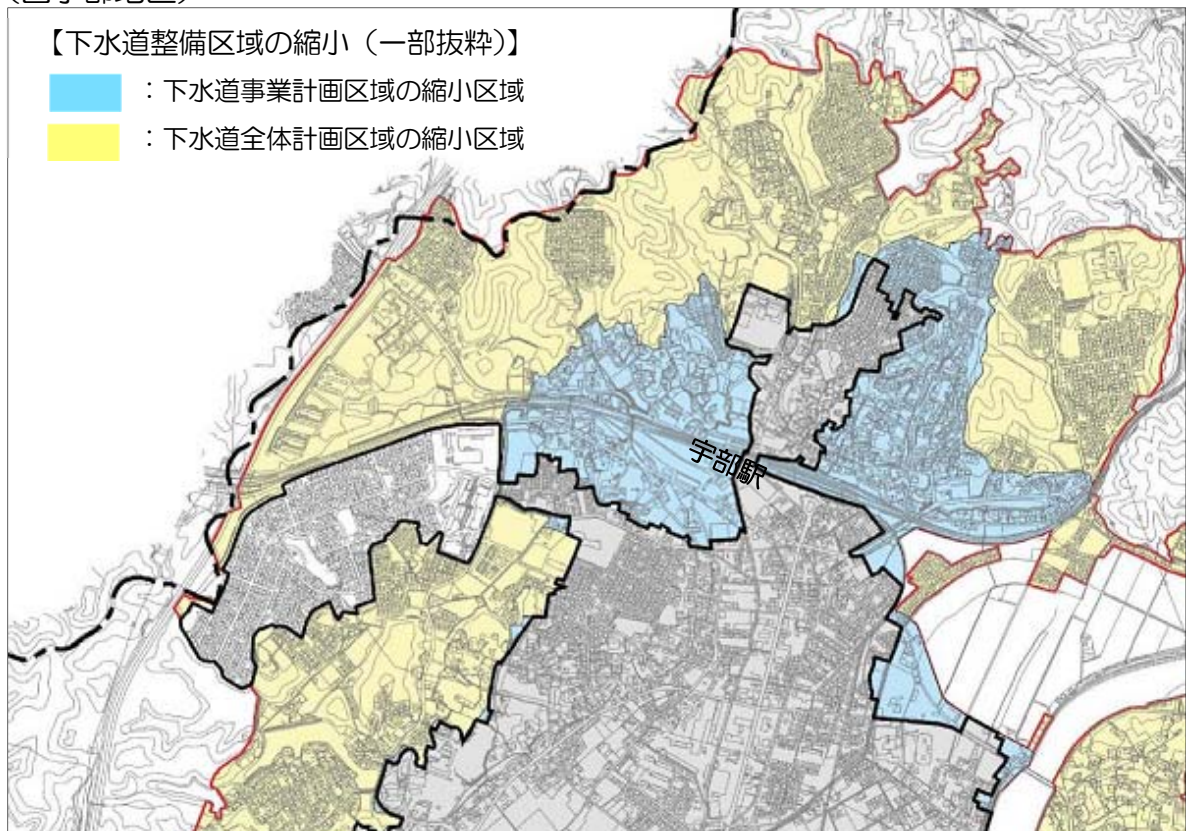 【下水道整備区域の縮小（一部抜粋）】
：下水道事業計画区域の縮小区域
：下水道全体計画区域の縮小区域
宇部駅